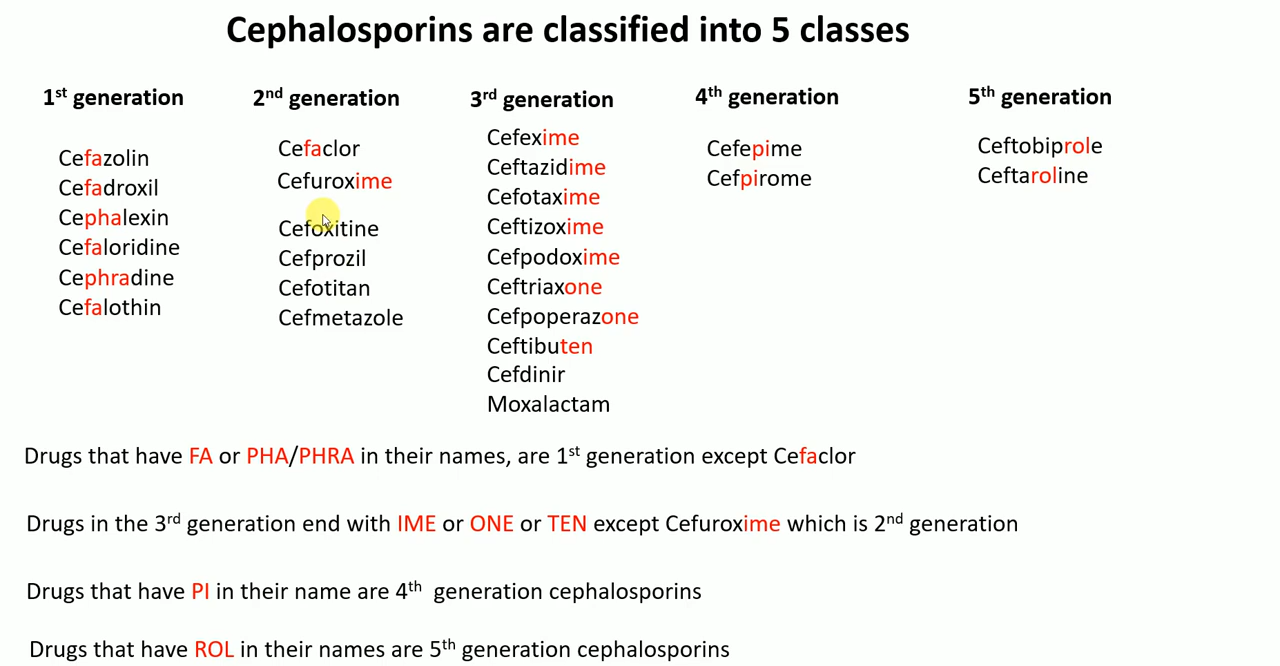 Cephalosporins are classified into 5 classes
1st generation
Cefazolin
Cefadroxil
Cephalexin
Cefaloridine
Cephradine
Cefalothin
2nd generation
Cefaclor
Cefuroxime
Cefoxitine
Cefprozil
Cefotitan
Cefmetazole
3rd generation
Cefexime
Ceftazidime
Cefotaxime
Ceftizoxime
Cefpodoxime
Ceftriaxone
Cefpoperazone
Ceftibuten
Cefdinir
Moxalactam
4th generation
Cefepime
Cefpirome
5th generation
Ceftobiprole
Ceftaroline
Drugs that have FA or PHA/PHRA in their names, are 1st generation except Cefaclor
Drugs in the 3rd generation end with IME or ONE or TEN except Cefuroxime which is 2nd generation
Drugs that have PI in their name are 4th generation cephalosporins
Drugs that have ROL in their names are 5th generation cephalosporins